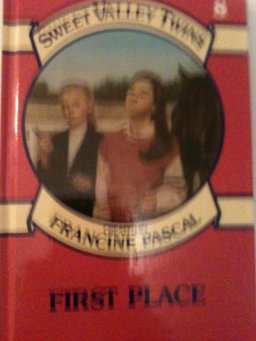 8
SWEET VALLEY TWINS
CREATED BY
FRANCINE PASCAL
FIRST PLACE